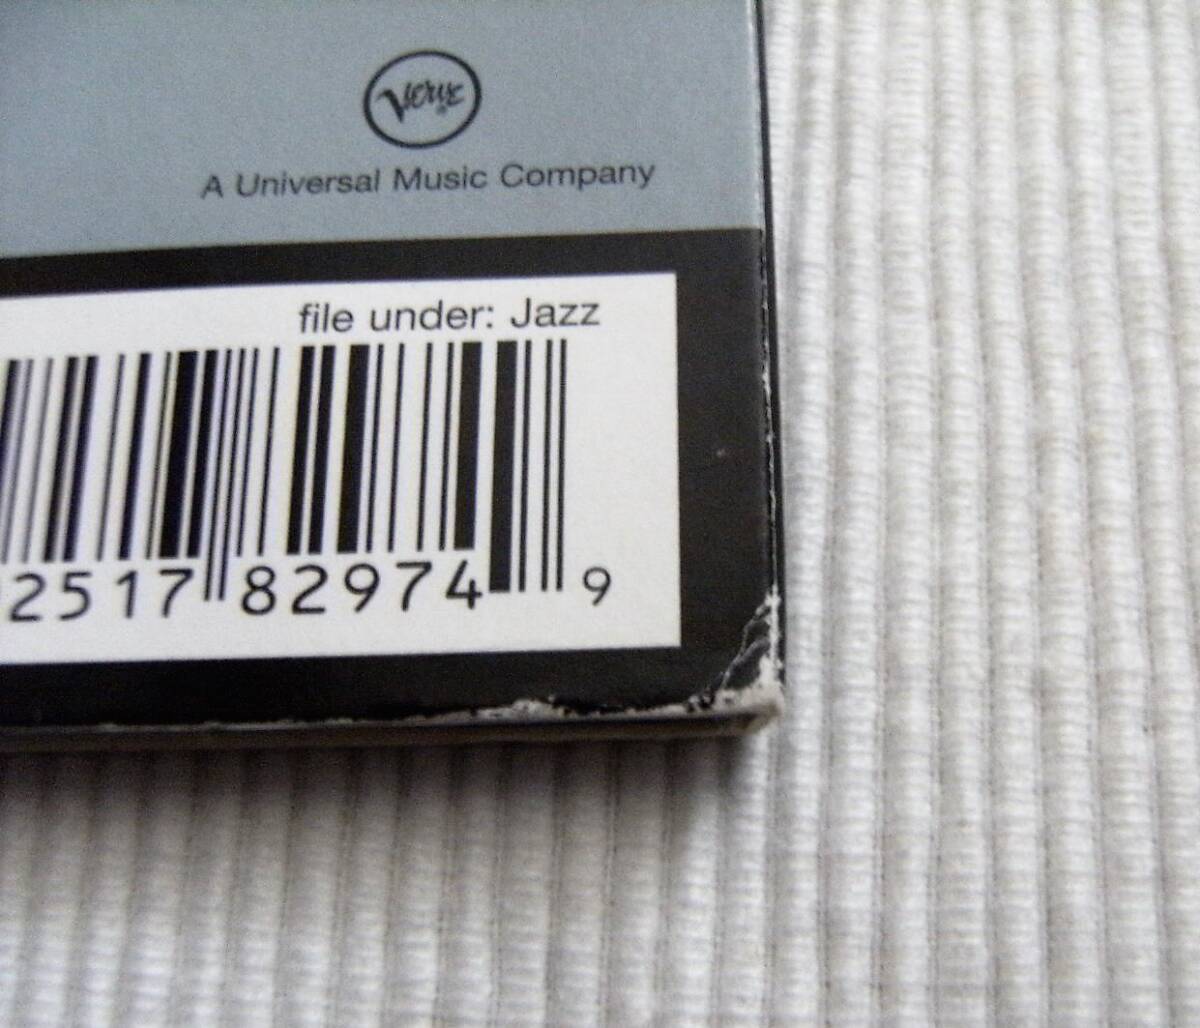 Verve
A Universal Music Company
file under: Jazz
2517 82974 9